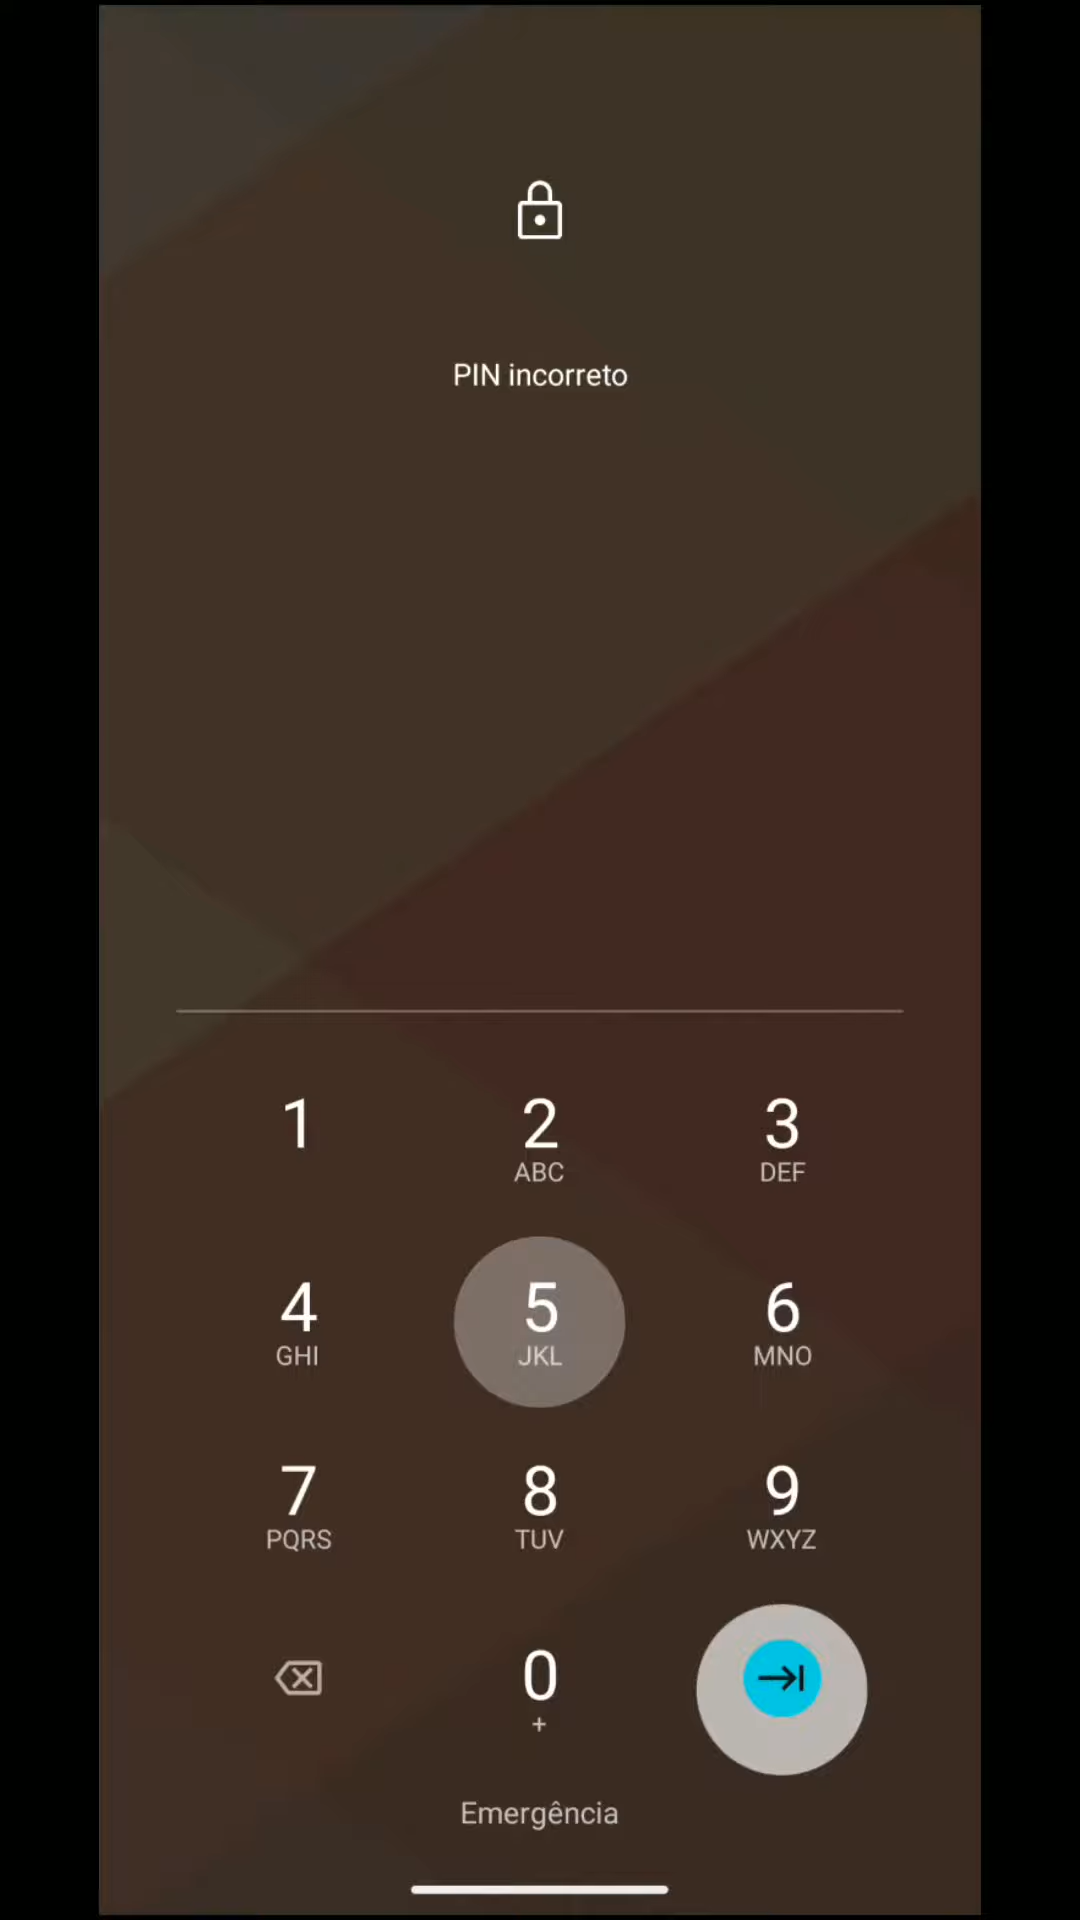 PIN incorreto
1
2
3
ABC
DEF
4
5
6
GHI
JKL
MNO
7
8
9
PQRS
TUV
WXYZ
0
+
Emergência